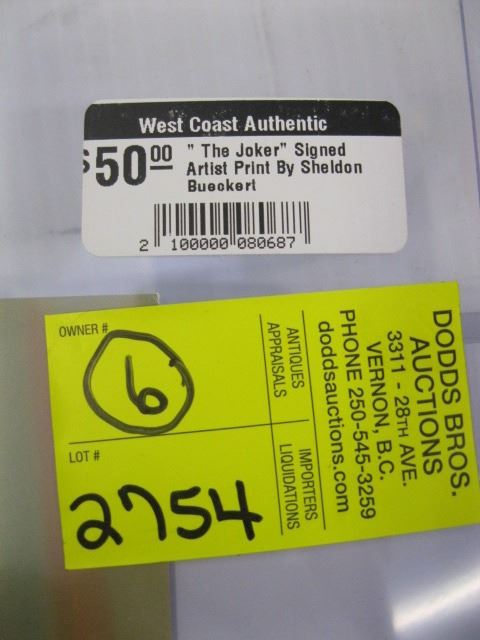 West Coast Authentic
$50.00 " The Joker" Signed
Artist Print By Sheldon
Bueckert
2 100000 080687
OWNER #
6
LOT #
2754
ANTIQUES
APPRAISALS
IMPORTERS
LIQUIDATIONS
DODDS BROS.
AUCTIONS
3311 - 28TH AVE.
VERNON, B.C.
PHONE 250-545-3259
doddsauctions.com